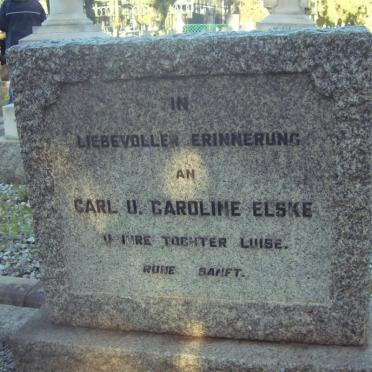 IN
LIEBEVOLLER ERINNERUNG
AN
CARL U. CAROLINE ELSKE
U IHRE TOCHTER LUISE.
RUHE SANFT.